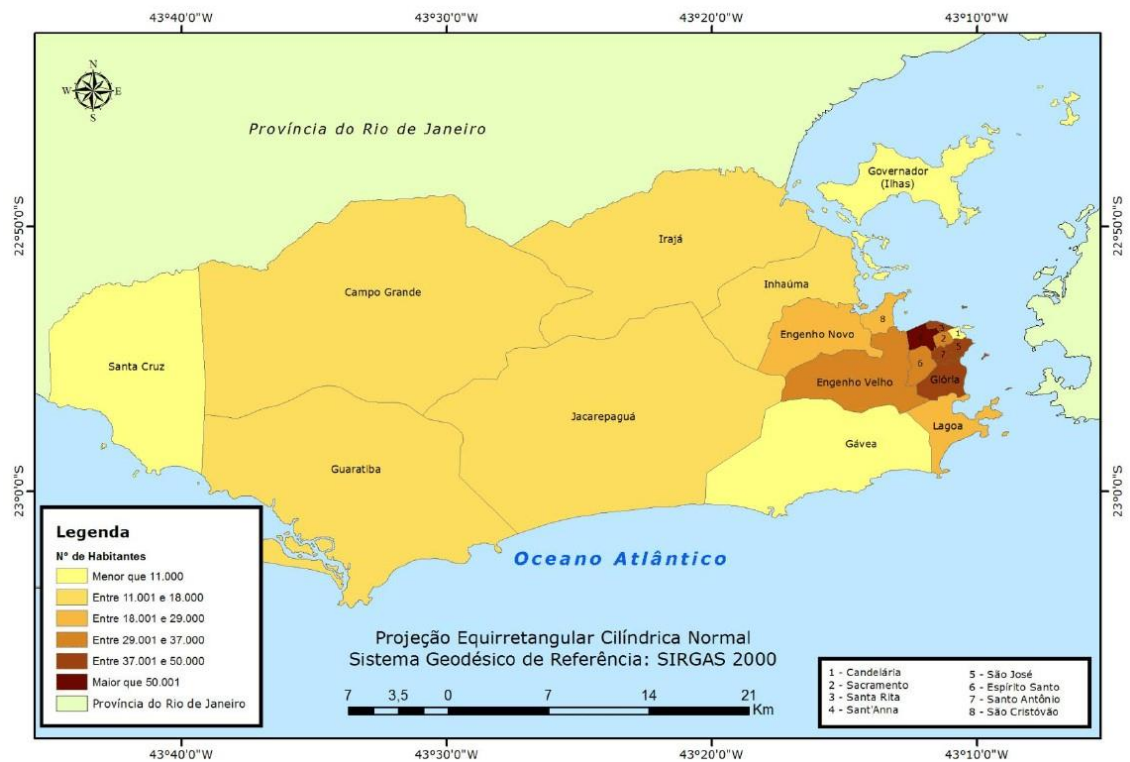 43°40'0"W 43°30'0"W 43°20'0"W 43°10'0"W
N
W E
S
Província do Rio de Janeiro
Governador
(Ilhas)
22°50'0"S 22°50'0"S
Irajá
Inhaúma
Campo Grande
8
Engenho Novo
3
1
2
5
7
6
Santa Cruz
Engenho Velho
Glória
Jacarepaguá
Lagoa
Gávea
Guaratiba
23°0'0"S 23°0'0"S
Oceano Atlântico
Legenda
N° de Habitantes
Menor que 11.000
Entre 11.001 e 18.000
Entre 18.001 e 29.000
Entre 29.001 e 37.000
Entre 37.001 e 50.000
Maior que 50.001
Província do Rio de Janeiro
Projeção Equirretangular Cilíndrica Normal
Sistema Geodésico de Referência: SIRGAS 2000
7 3,5 0 7 14 21
Km
1 - Candelária
2 - Sacramento
3 - Santa Rita
4 - Sant'Anna
5 - São José
6 - Espírito Santo
7 - Santo Antônio
8 - São Cristóvão
43°40'0"W 43°30'0"W 43°20'0"W 43°10'0"W